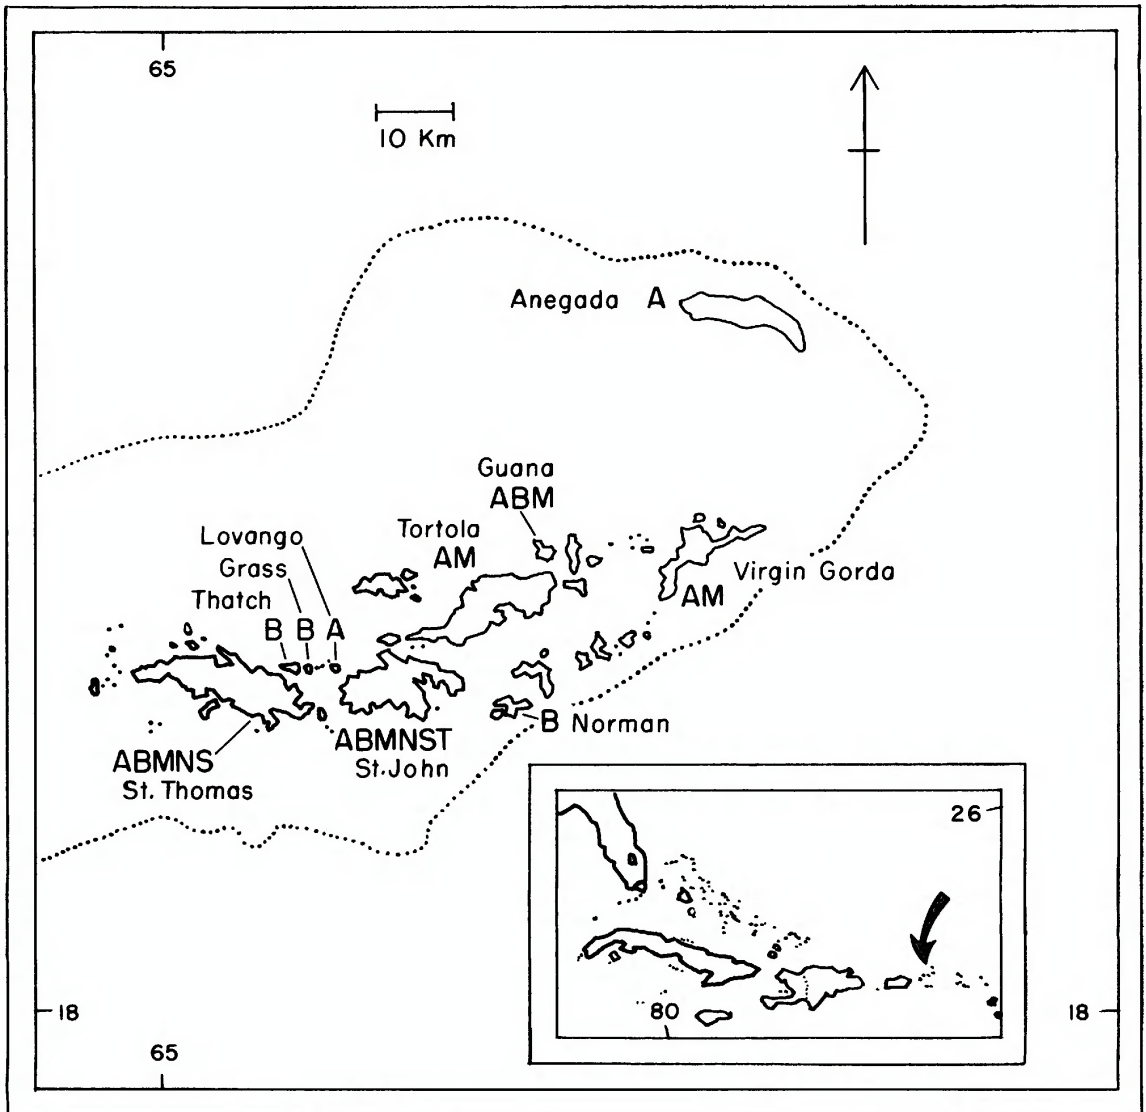 65
10 Km
Anegada A
Guana
ABM
Tortola
AM
Lovango
Grass
Thatch
B B A
Virgin Gorda
AM
B Norman
ABMNST
St. John
ABMNS
St. Thomas
26
80
18
18
65